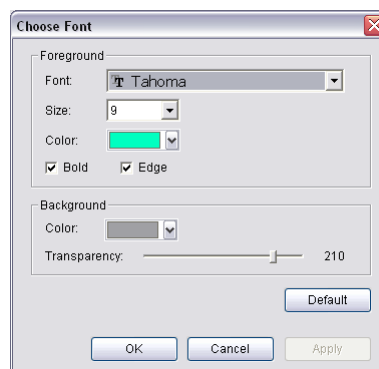 Choose Font
Foreground
Font: Tahoma
Size: 9
Color:
Bold Edge
Background
Color:
Transparency: 210
Default
OK Cancel Apply